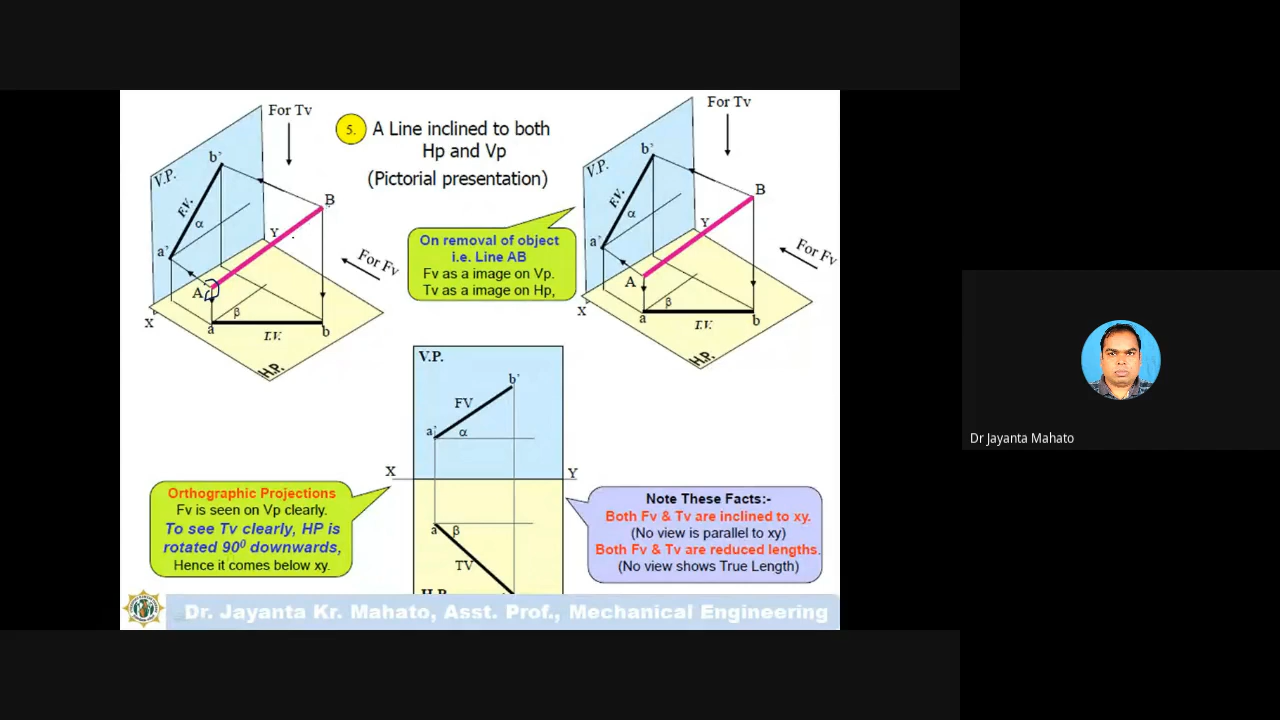 For Tv
V.P.
b'
F.V.
α
a'
B
Y
For Fv
A
β
X
a
b
T.V.
H.P.
5.
A Line inclined to both
Hp and Vp
(Pictorial presentation)
On removal of object
i.e. Line AB
Fv as a image on Vp.
Tv as a image on Hp,
For Tv
V.P.
b'
F.V.
α
a'
B
Y
For Fv
A
β
X
a
b
T.V.
H.P.
V.P.
b'
FV
a'
α
X
Y
a
β
TV
H.P.
Orthographic Projections
Fv is seen on Vp clearly.
To see Tv clearly, HP is
rotated 90⁰ downwards,
Hence it comes below xy.
Note These Facts:-
Both Fv & Tv are inclined to xy.
(No view is parallel to xy)
Both Fv & Tv are reduced lengths.
(No view shows True Length)
Dr. Jayanta Kr. Mahato, Asst. Prof., Mechanical Engineering
Dr Jayanta Mahato